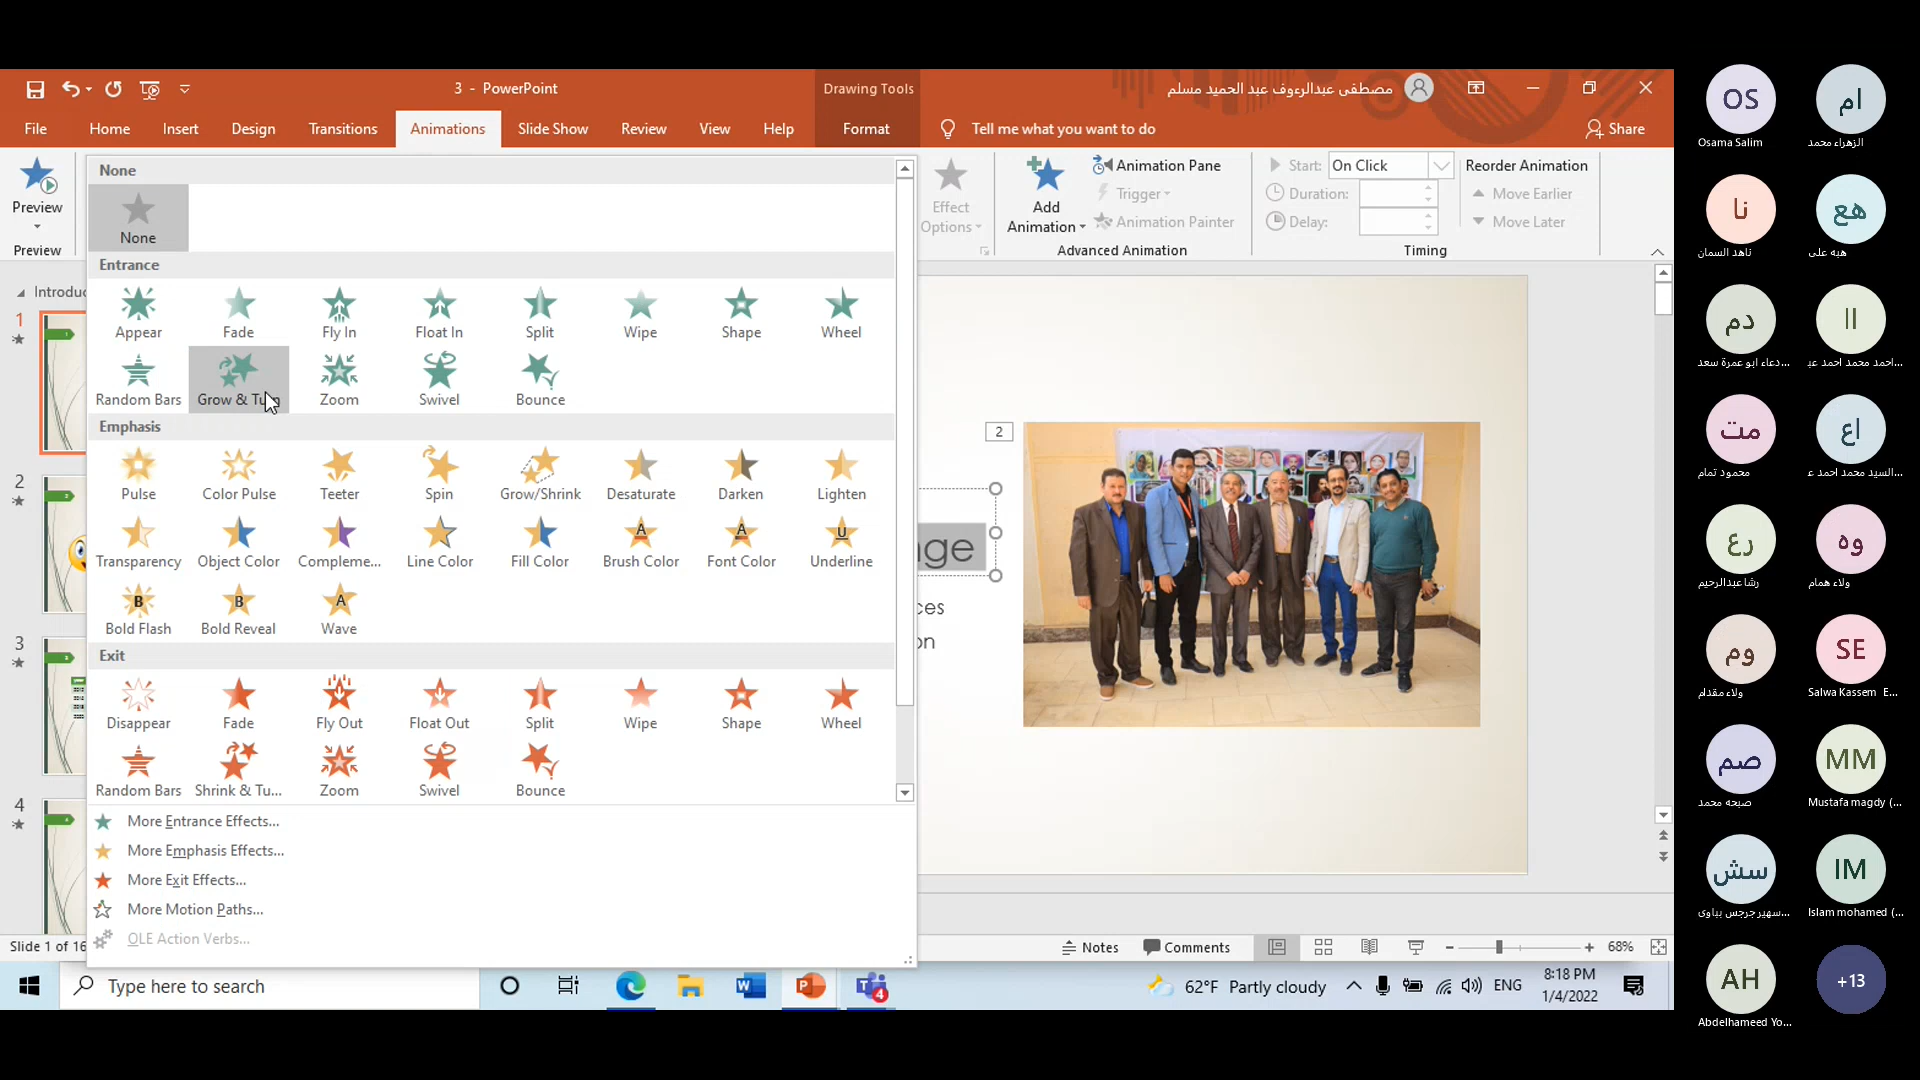 3 - PowerPoint
Drawing Tools
مصطفى عبدالرءوف عبد الحميد مسلم
File Home Insert Design Transitions Animations Slide Show Review View Help Format Tell me what you want to do Share
Preview
Preview
None
None
Entrance
Appear Fade Fly In Float In Split Wipe Shape Wheel
Random Bars Grow & Turn Zoom Swivel Bounce
Emphasis
Pulse Color Pulse Teeter Spin Grow/Shrink Desaturate Darken Lighten
Transparency Object Color Compleme... Line Color Fill Color Brush Color Font Color Underline
Bold Flash Bold Reveal Wave
Exit
Disappear Fade Fly Out Float Out Split Wipe Shape Wheel
Random Bars Shrink & Tu... Zoom Swivel Bounce
More Entrance Effects...
More Emphasis Effects...
More Exit Effects...
More Motion Paths...
OLE Action Verbs...
Effect Options
Add Animation
Animation Pane
Trigger
Animation Painter
Advanced Animation
Start: On Click
Duration:
Delay:
Reorder Animation
Move Earlier
Move Later
Timing
Introduc
1
2
3
4
2
nge
ces
on
Slide 1 of 16
Notes Comments 68%
Type here to search
4
62°F Partly cloudy
ENG
8:18 PM
1/4/2022
OS
Osama Salim
ام
الزهراء محمد
نا
ناهد السمان
هع
هبه على
دم
دعاء ابو عمرة سعد...
اا
احمد محمد احمد عبد...
مت
محمود تمام
اع
السيد محمد احمد ع...
رع
رشا عبدالرحيم
وه
ولاء همام
وم
ولاء مقدام
SE
Salwa Kassem E...
صم
صبحه محمد
MM
Mustafa magdy (...
سش
سهير جرجس بباوى...
IM
Islam mohamed (...
AH
Abdelhameed Yo...
+13